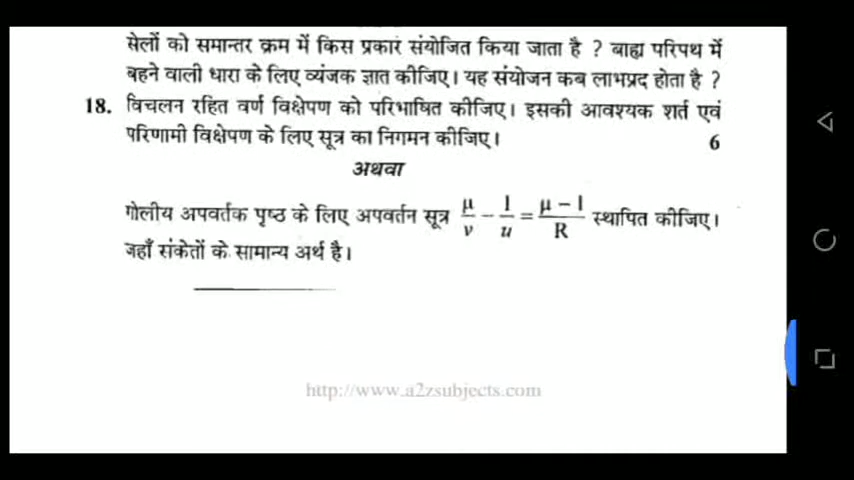 सेलों को समान्तर क्रम में किस प्रकार संयोजित किया जाता है ? बाह्य परिपथ में
बहने वाली धारा के लिए व्यंजक ज्ञात कीजिए। यह संयोजन कब लाभप्रद होता है ?
18. विचलन रहित वर्ण विक्षेपण को परिभाषित कीजिए। इसकी आवश्यक शर्त एवं
परिणामी विक्षेपण के लिए सूत्र का निगमन कीजिए। 6
अथवा
गोलीय अपवर्तक पृष्ठ के लिए अपवर्तन सूत्र μ/v − 1/u = μ − 1/R स्थापित कीजिए।
जहाँ संकेतों के सामान्य अर्थ है।
http://www.a2zsubjects.com